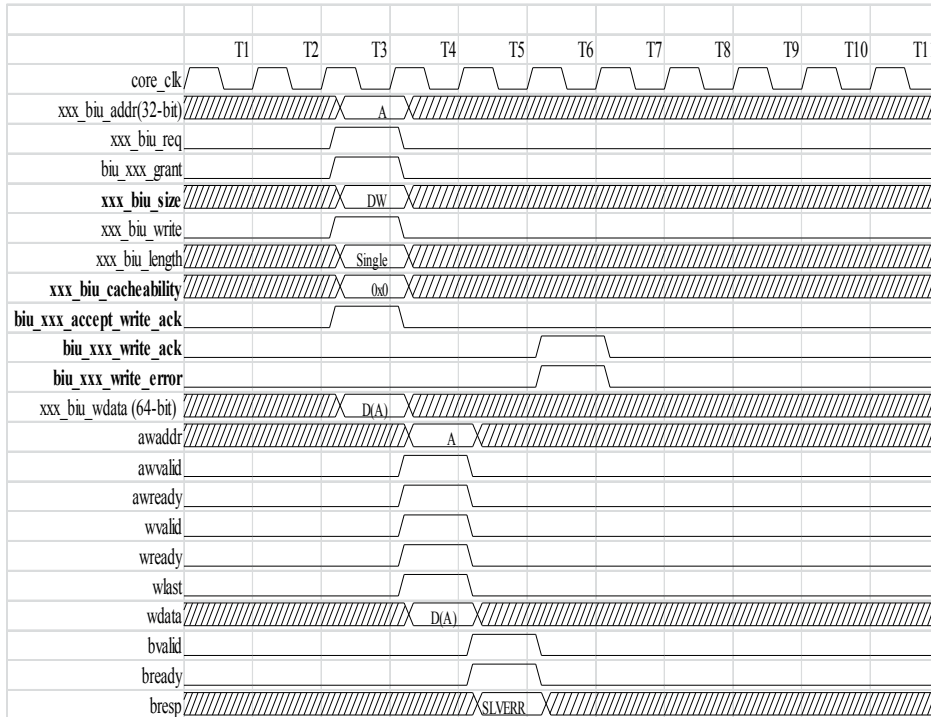 T1 T2 T3 T4 T5 T6 T7 T8 T9 T10 T11
core_clk
xxx_biu_addr(32-bit) A
xxx_biu_req
biu_xxx_grant
xxx_biu_size DW
xxx_biu_write
xxx_biu_length Single
xxx_biu_cacheability 0x0
biu_xxx_accept_write_ack
biu_xxx_write_ack
biu_xxx_write_error
xxx_biu_wdata (64-bit) D(A)
awaddr A
awvalid
awready
wvalid
wready
wlast
wdata D(A)
bvalid
bready
bresp SLVERR